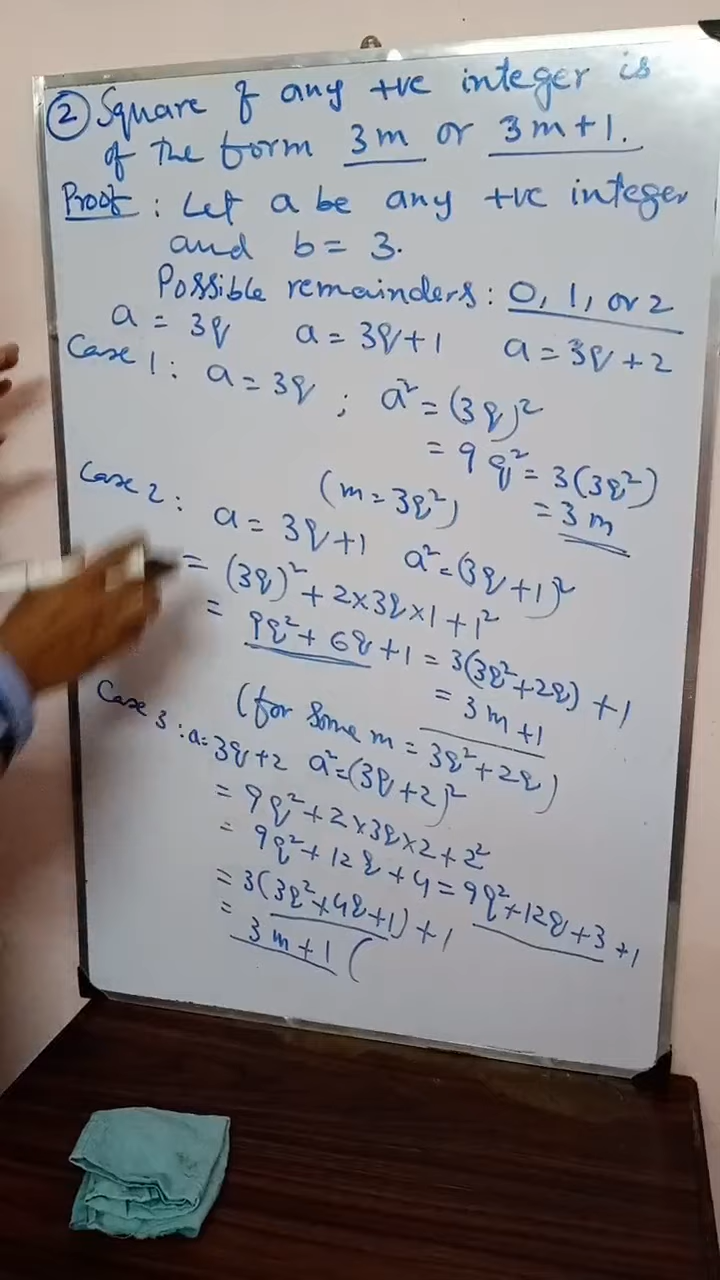 ② Square of any +ve integer is
of the form 3m or 3m+1.
Proof: Let a be any +ve integer
and b = 3.
Possible remainders: 0, 1, or 2
a = 3q a = 3q+1 a = 3q+2
Case 1: a = 3q ; a² = (3q)²
= 9q² = 3(3q²)
(m = 3q²) = 3m
Case 2: a = 3q+1 a² = (3q+1)²
= (3q)² + 2×3q×1 + 1²
= 9q² + 6q + 1 = 3(3q²+2q) + 1
= 3m+1
(for some m = 3q²+2q)
Case 3: a = 3q+2 a² = (3q+2)²
= 9q² + 2×3q×2 + 2²
= 9q² + 12q + 4 = 9q²+12q+3+1
= 3(3q²+4q+1) + 1
= 3m+1 (